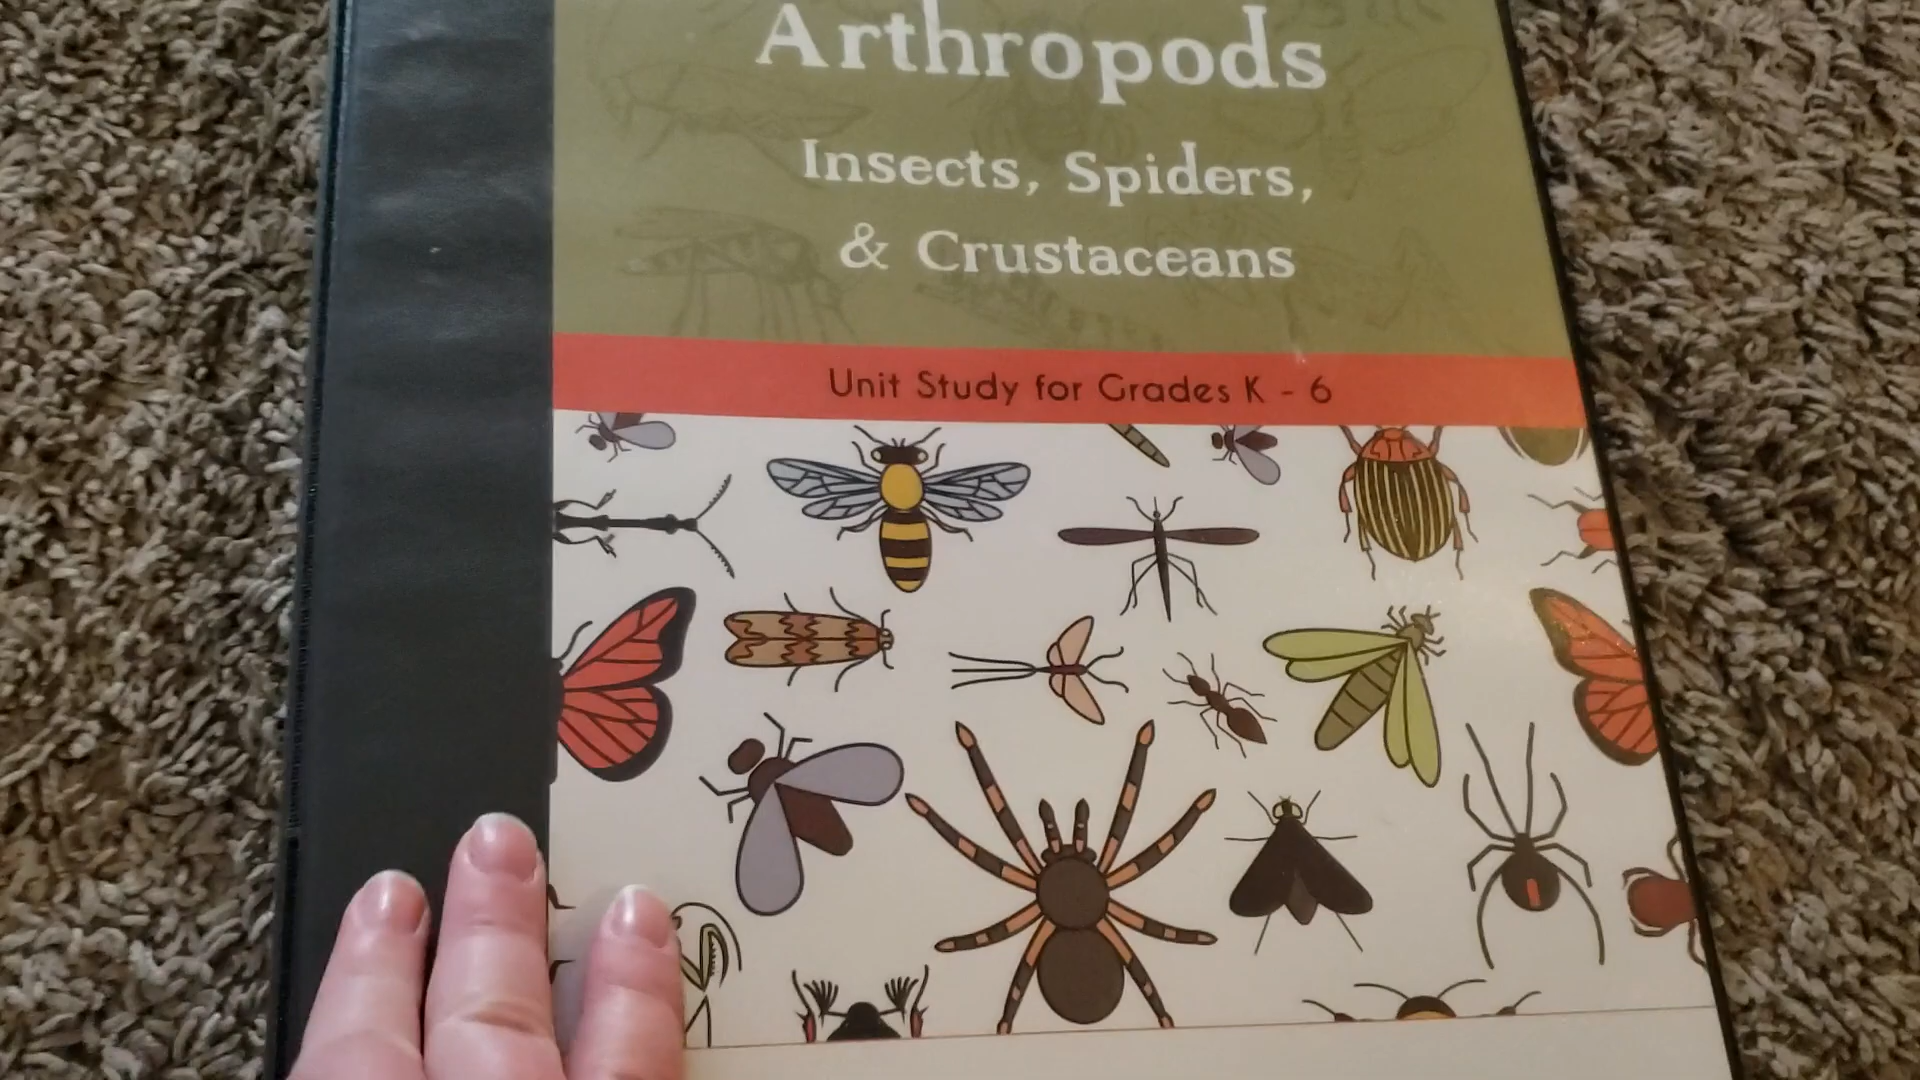 Arthropods
Insects, Spiders,
& Crustaceans
Unit Study for Grades K - 6